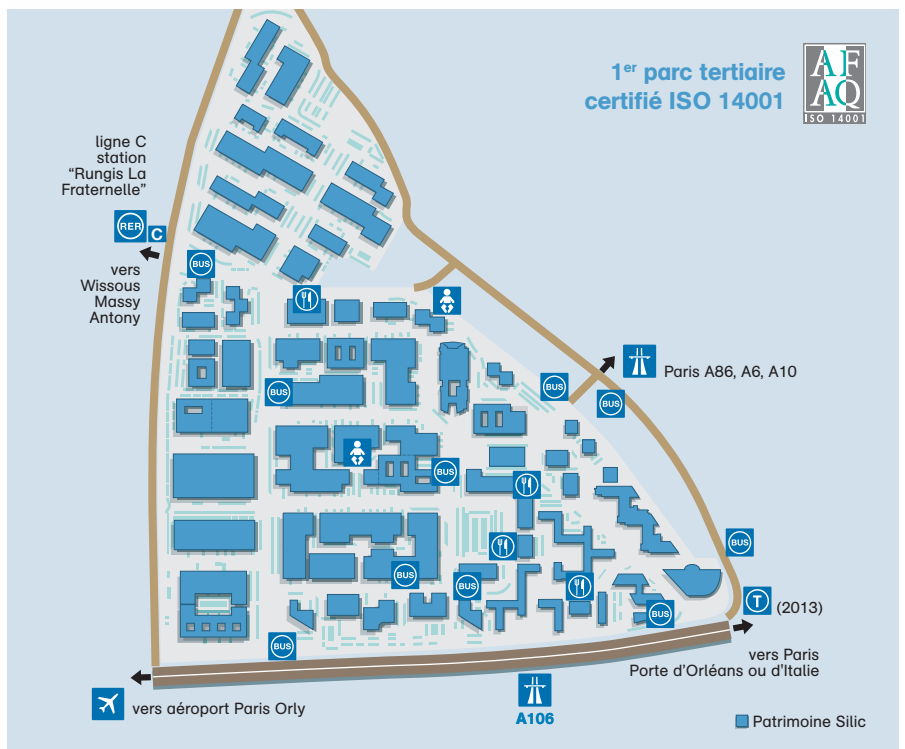 1er parc tertiaire
certifié ISO 14001
AF
AQ
ISO 14001
ligne C
station
“Rungis La
Fraternelle”
RER
C
BUS
vers
Wissous
Massy
Antony
Paris A86, A6, A10
BUS
BUS
BUS
BUS
BUS
BUS
BUS
BUS
BUS
T
(2013)
vers Paris
Porte d’Orléans ou d’Italie
vers aéroport Paris Orly
A106
Patrimoine Silic